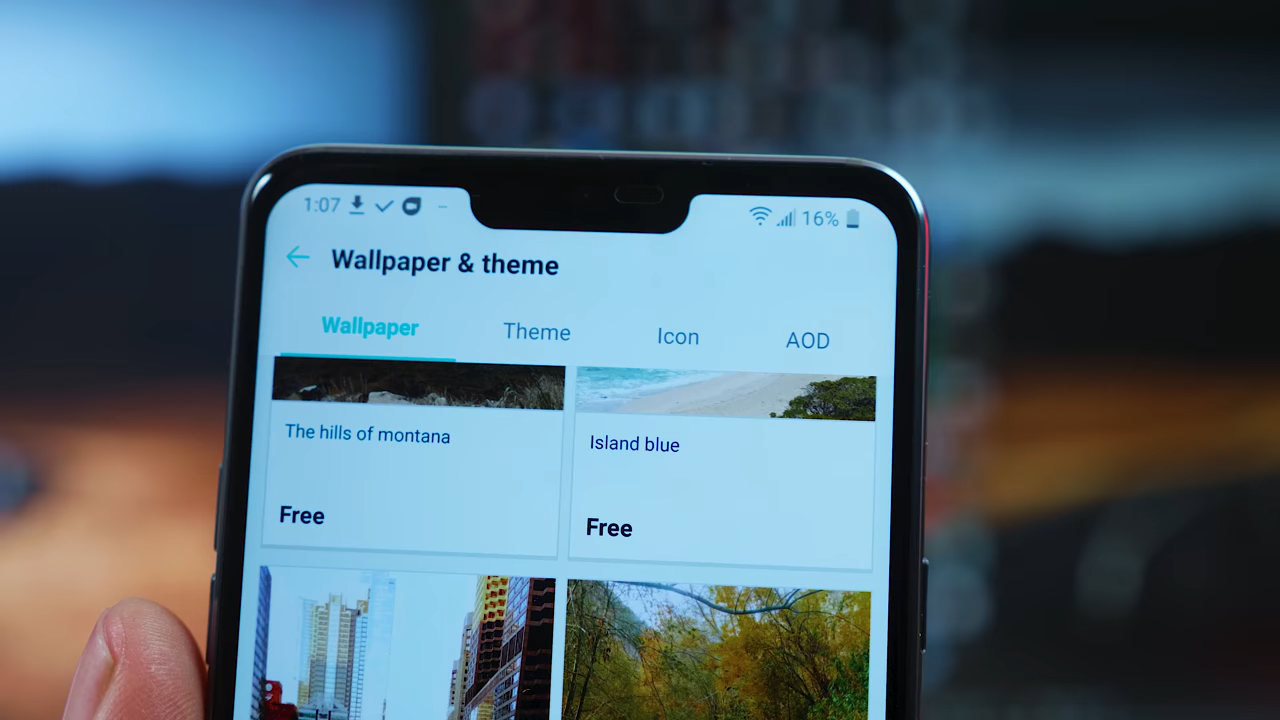 1:07 16%
Wallpaper & theme
Wallpaper Theme Icon AOD
The hills of montana Island blue
Free Free